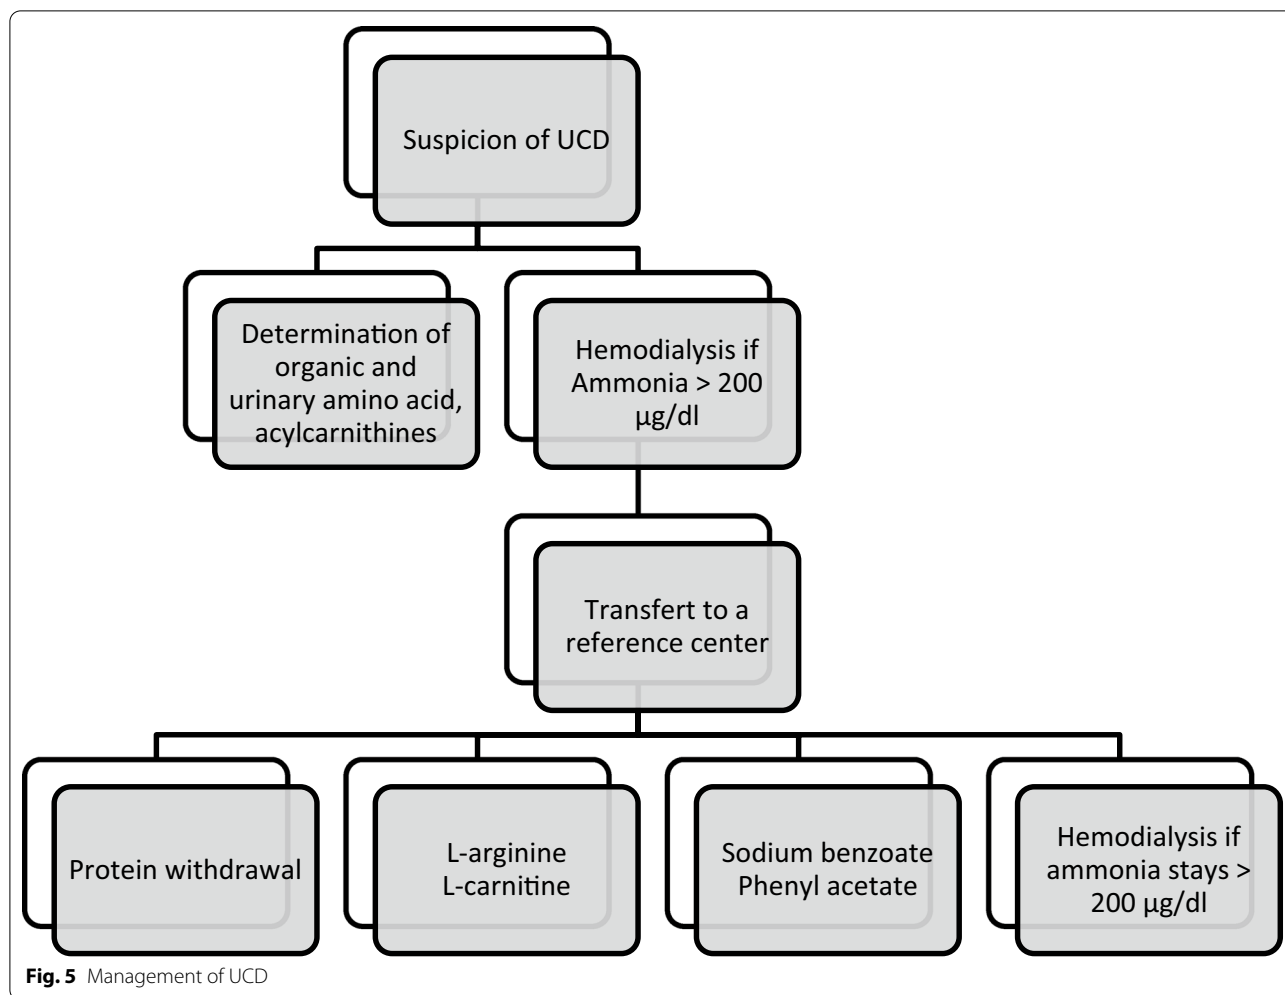 Suspicion of UCD
Determination of
organic and
urinary amino acid,
acylcarnithines
Hemodialysis if
Ammonia > 200
µg/dl
Transfert to a
reference center
Protein withdrawal
L-arginine
L-carnitine
Sodium benzoate
Phenyl acetate
Hemodialysis if
ammonia stays >
200 µg/dl
Fig. 5 Management of UCD